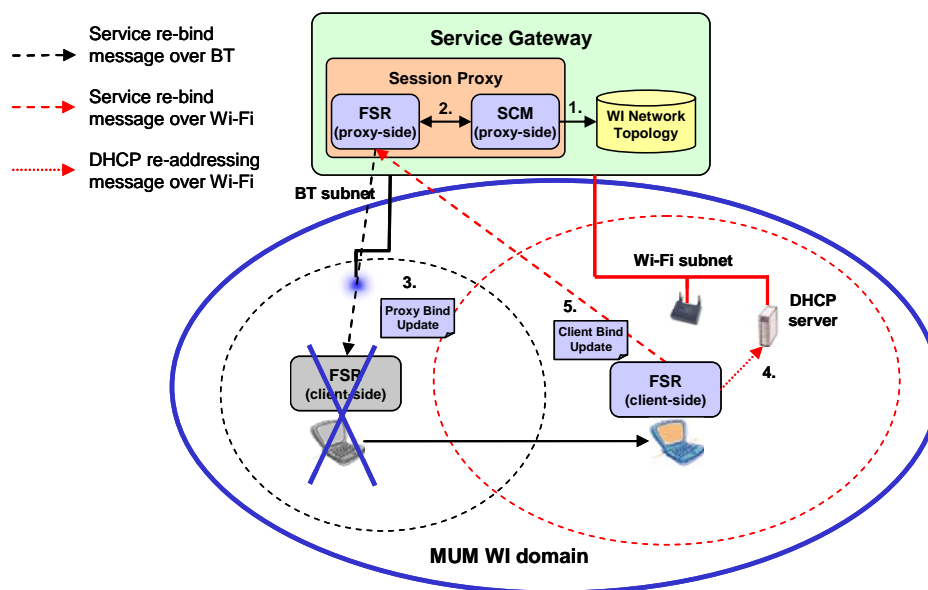 Service re-bind
message over BT
Service re-bind
message over Wi-Fi
DHCP re-addressing
message over Wi-Fi
Service Gateway
Session Proxy
FSR
(proxy-side)
2.
SCM
(proxy-side)
1.
WI Network
Topology
BT subnet
Wi-Fi subnet
DHCP
server
3.
Proxy Bind
Update
5.
Client Bind
Update
4.
FSR
(client-side)
FSR
(client-side)
MUM WI domain